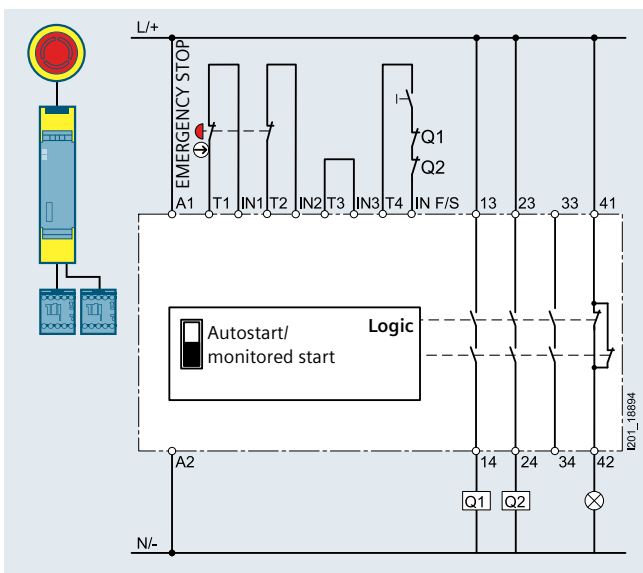 L/+
EMERGENCY STOP
Q1
Q2
A1 T1 IN1 T2 IN2 T3 IN3 T4 IN F/S 13 23 33 41
Autostart/ Logic
monitored start
I201_18894
A2 14 24 34 42
Q1 Q2
N/-